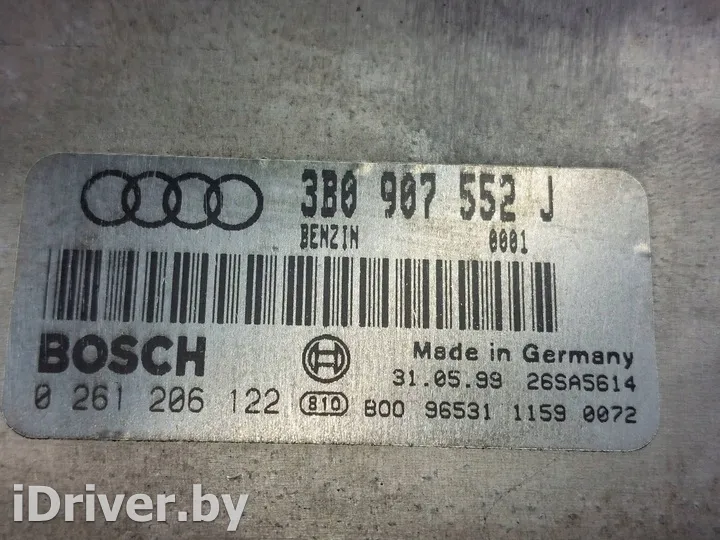 3B0 907 552 J
BENZIN 0001
BOSCH
Made in Germany
31.05.99 26SA5614
0 261 206 122 810 B00 96531 1159 0072
iDriver.by